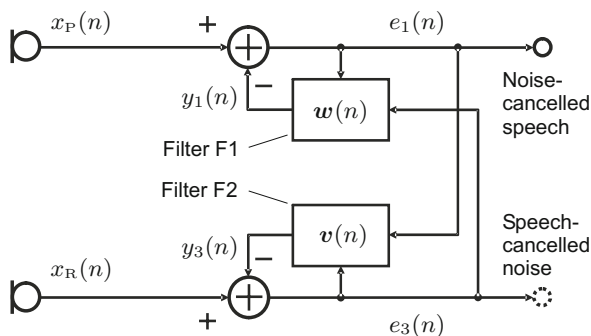 x_P(n)
+
e_1(n)
−
y_1(n)
w(n)
Noise-
cancelled
speech
Filter F1
Filter F2
v(n)
y_3(n)
−
Speech-
cancelled
noise
x_R(n)
+
e_3(n)